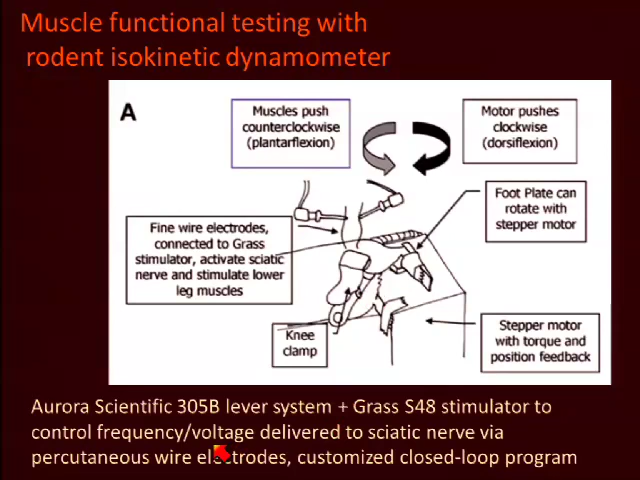 Muscle functional testing with
rodent isokinetic dynamometer
A
Muscles push
counterclockwise
(plantarflexion)
Motor pushes
clockwise
(dorsiflexion)
Foot Plate can
rotate with
stepper motor
Fine wire electrodes,
connected to Grass
stimulator, activate sciatic
nerve and stimulate lower
leg muscles
Knee
clamp
Stepper motor
with torque and
position feedback
Aurora Scientific 305B lever system + Grass S48 stimulator to
control frequency/voltage delivered to sciatic nerve via
percutaneous wire electrodes, customized closed-loop program